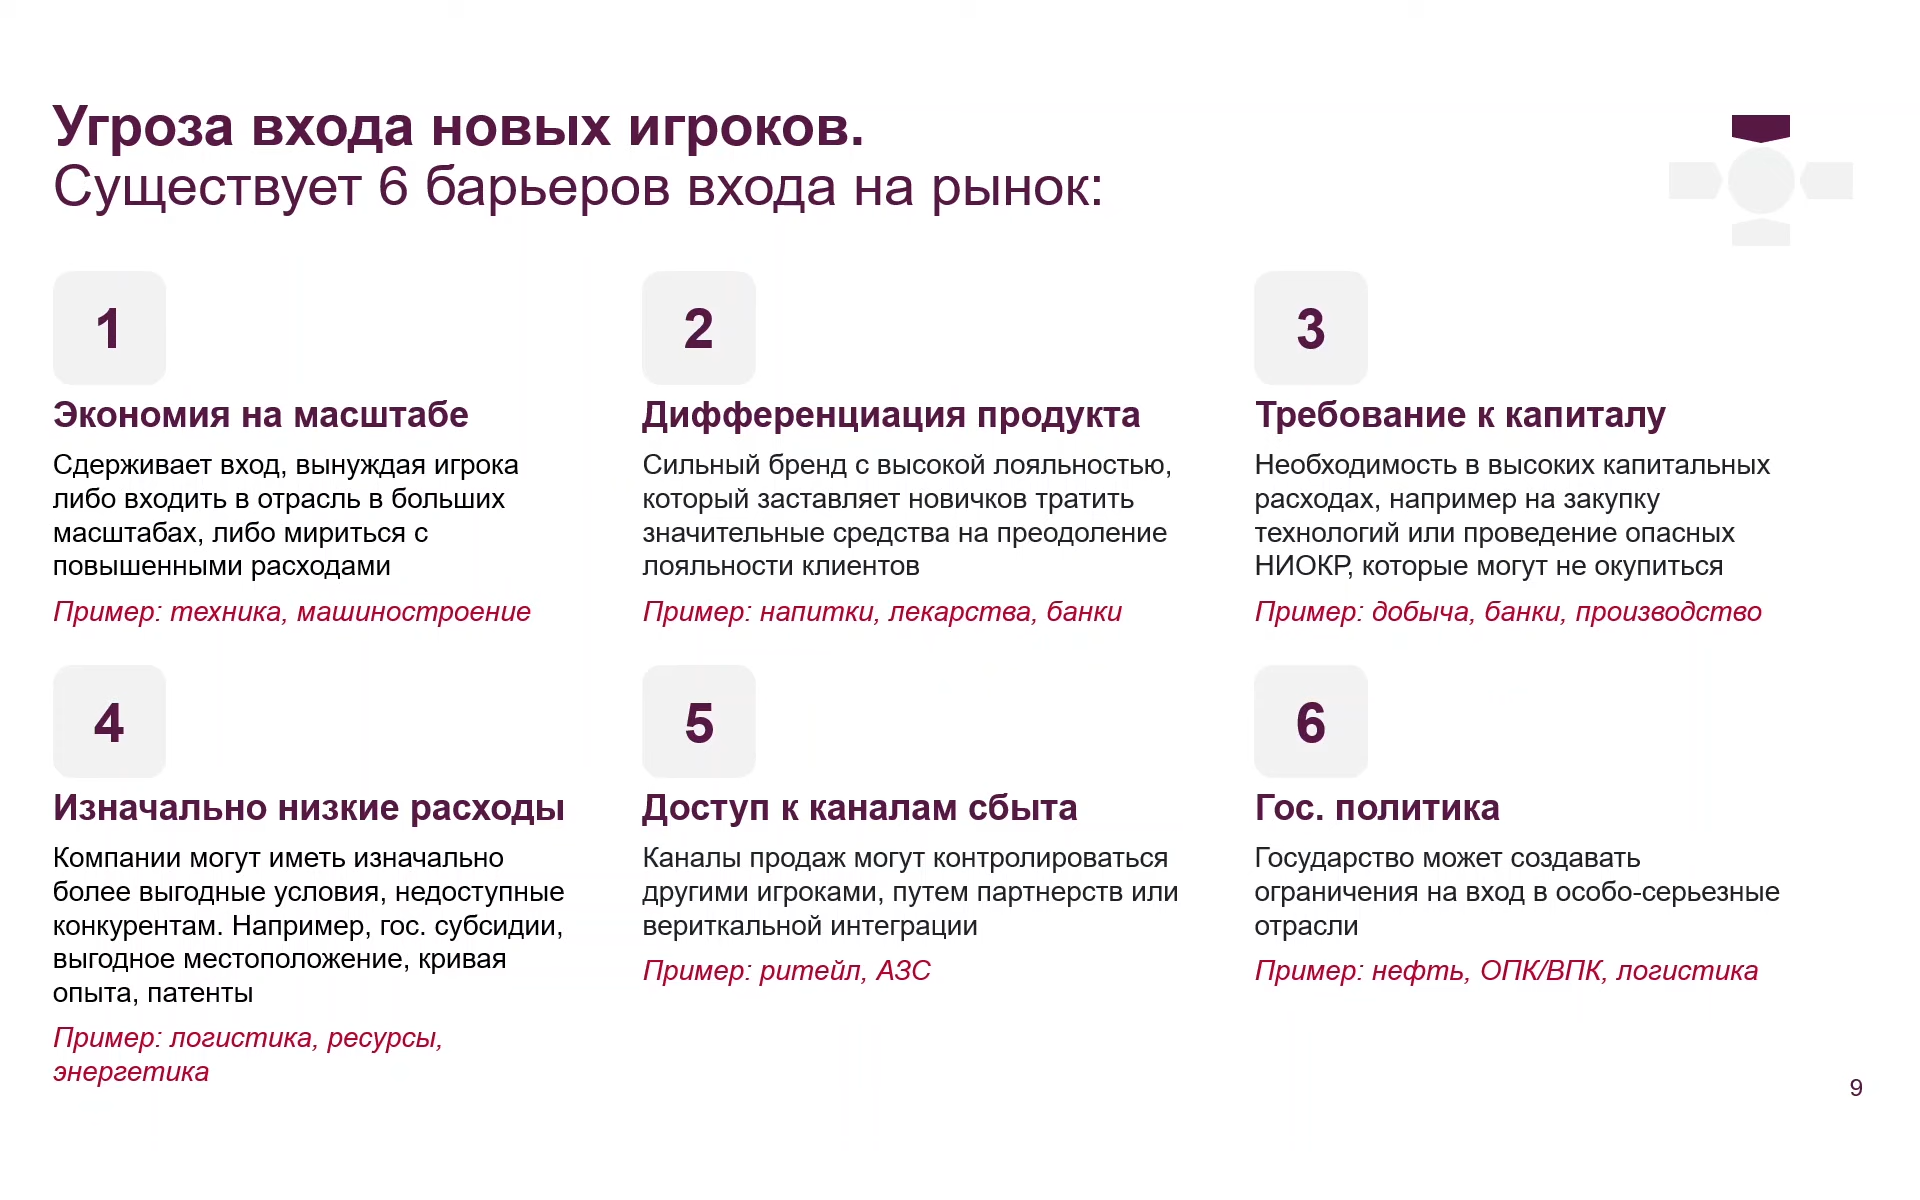 Угроза входа новых игроков.
Существует 6 барьеров входа на рынок:
1
Экономия на масштабе
Сдерживает вход, вынуждая игрока
либо входить в отрасль в больших
масштабах, либо мириться с
повышенными расходами
Пример: техника, машиностроение
2
Дифференциация продукта
Сильный бренд с высокой лояльностью,
который заставляет новичков тратить
значительные средства на преодоление
лояльности клиентов
Пример: напитки, лекарства, банки
3
Требование к капиталу
Необходимость в высоких капитальных
расходах, например на закупку
технологий или проведение опасных
НИОКР, которые могут не окупиться
Пример: добыча, банки, производство
4
Изначально низкие расходы
Компании могут иметь изначально
более выгодные условия, недоступные
конкурентам. Например, гос. субсидии,
выгодное местоположение, кривая
опыта, патенты
Пример: логистика, ресурсы,
энергетика
5
Доступ к каналам сбыта
Каналы продаж могут контролироваться
другими игроками, путем партнерств или
вериткальной интеграции
Пример: ритейл, АЗС
6
Гос. политика
Государство может создавать
ограничения на вход в особо-серьезные
отрасли
Пример: нефть, ОПК/ВПК, логистика
9